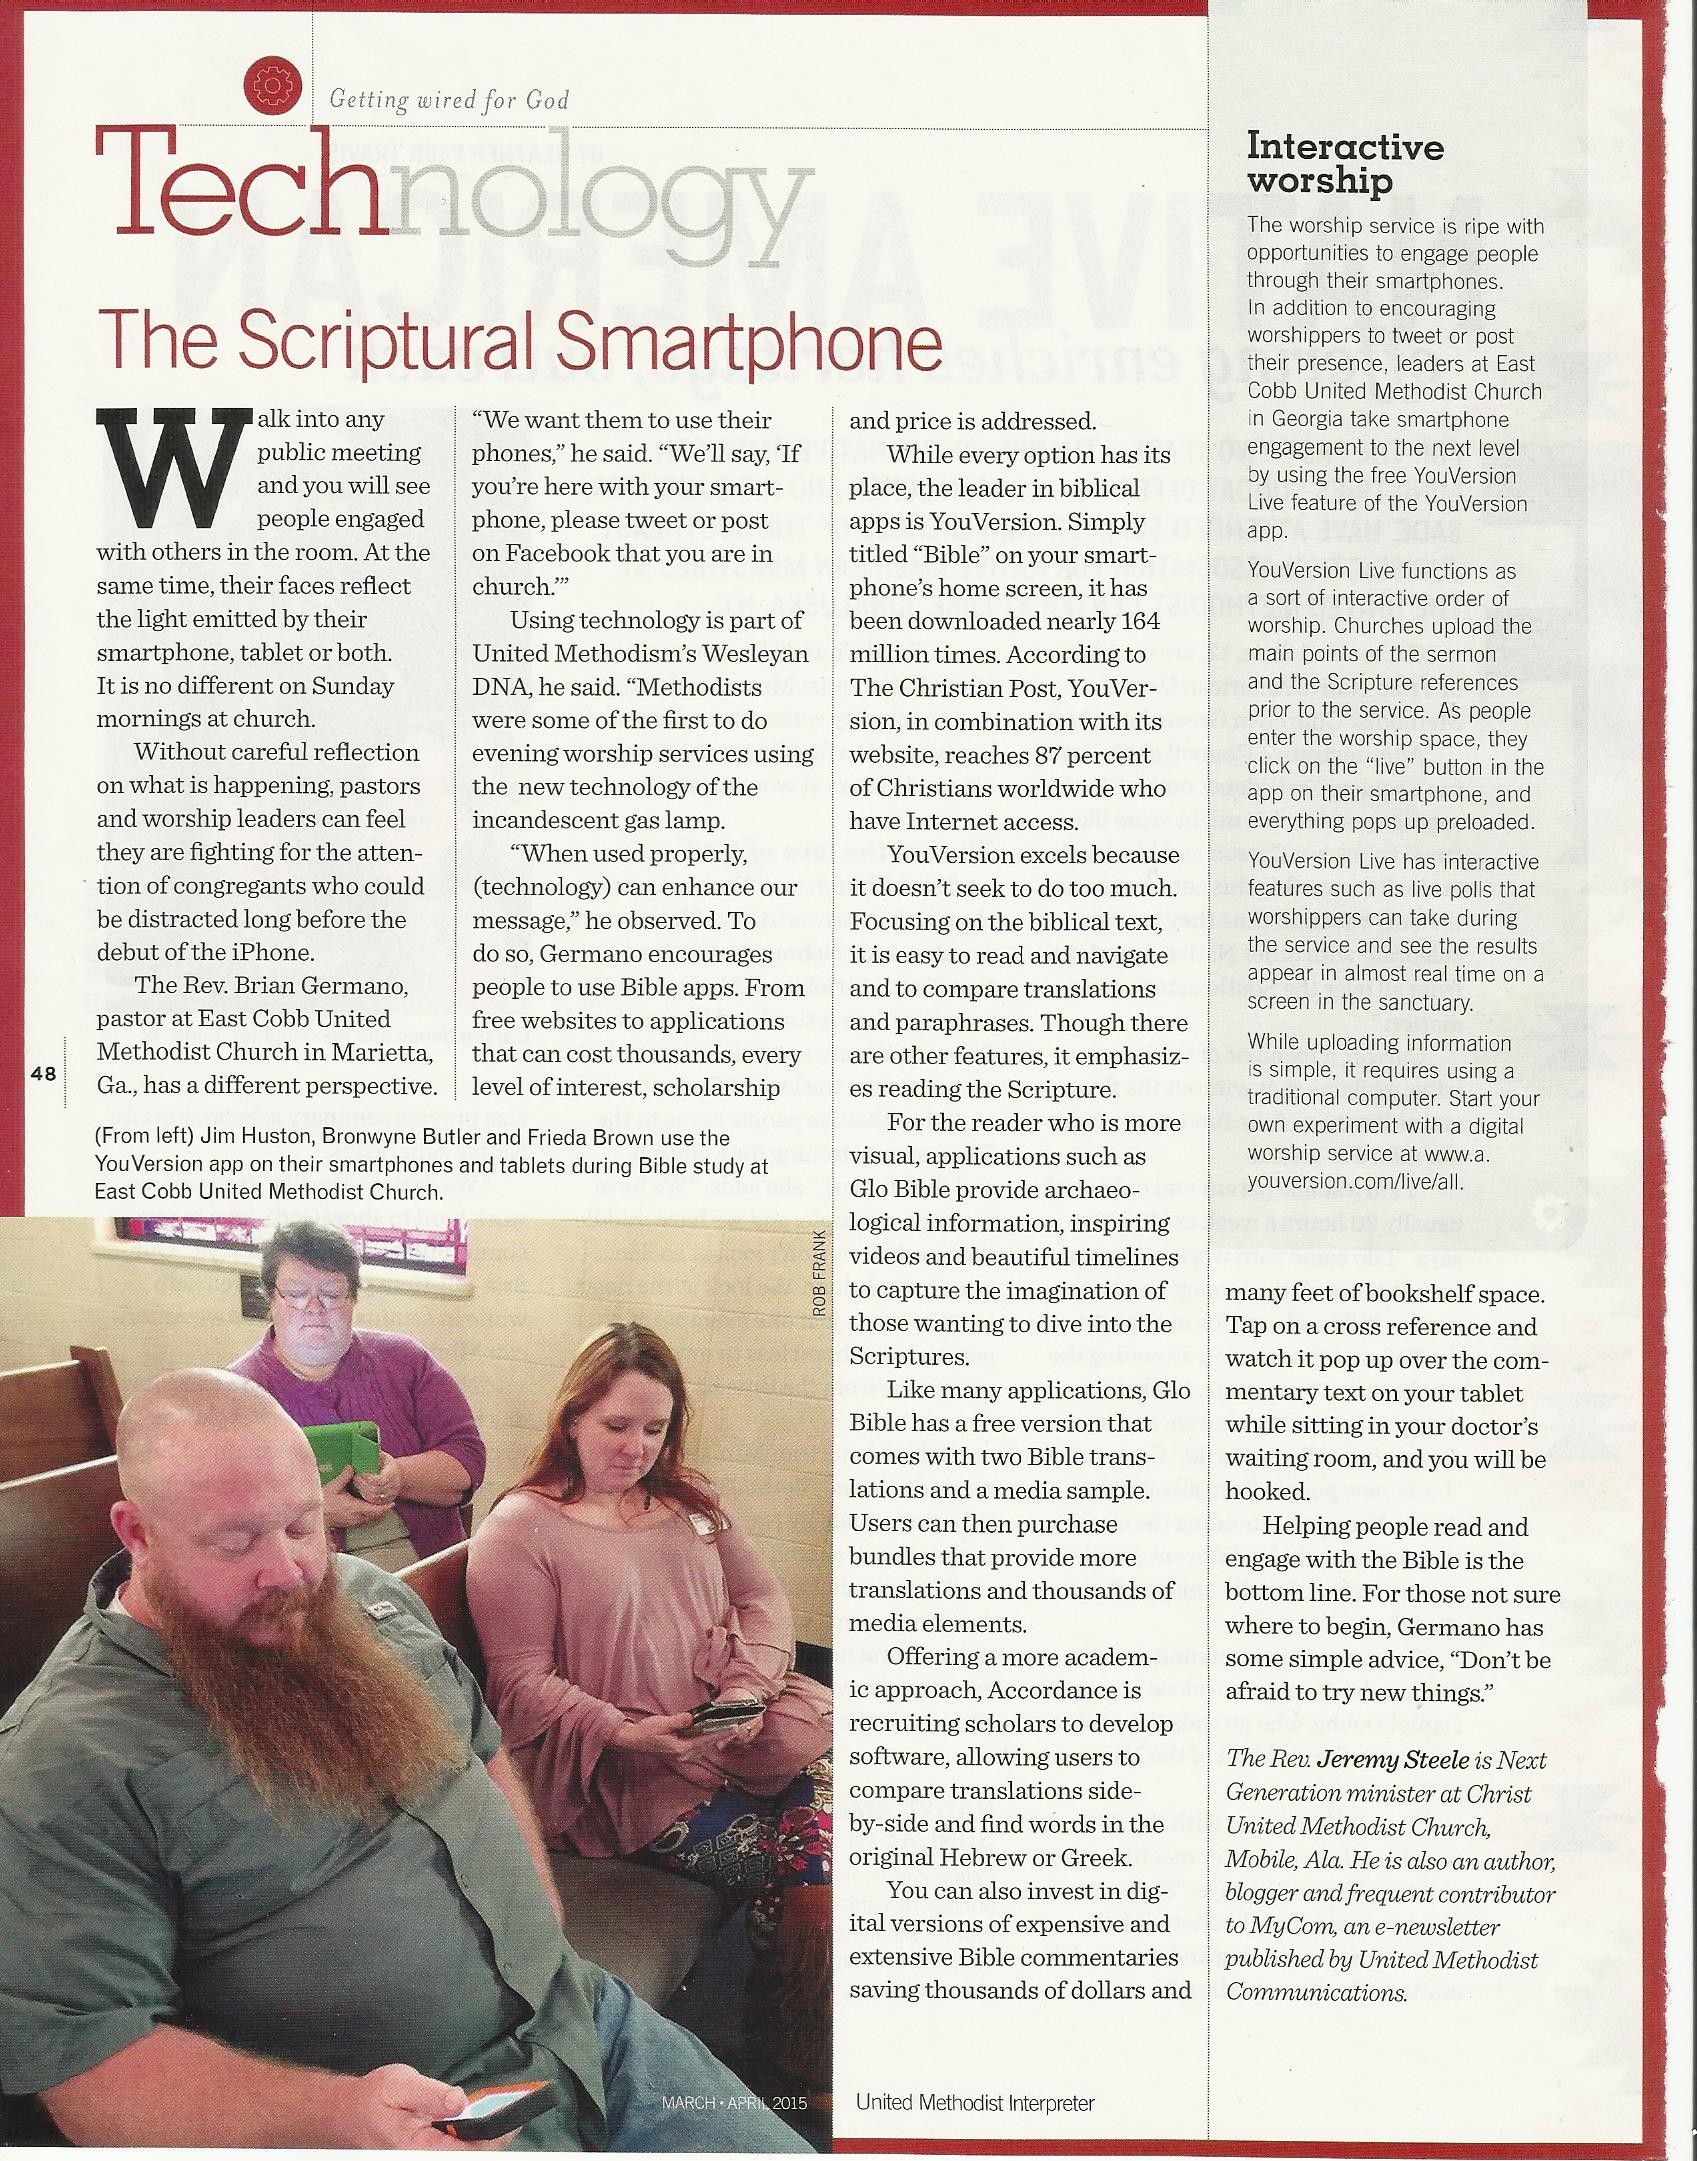 Getting wired for God
Technology
The Scriptural Smartphone
Walk into any
public meeting
and you will see
people engaged
with others in the room. At the
same time, their faces reflect
the light emitted by their
smartphone, tablet or both.
It is no different on Sunday
mornings at church.
Without careful reflection
on what is happening, pastors
and worship leaders can feel
they are fighting for the atten-
tion of congregants who could
be distracted long before the
debut of the iPhone.
The Rev. Brian Germano,
pastor at East Cobb United
Methodist Church in Marietta,
Ga., has a different perspective.
“We want them to use their
phones,” he said. “We’ll say, ‘If
you’re here with your smart-
phone, please tweet or post
on Facebook that you are in
church.’”
Using technology is part of
United Methodism’s Wesleyan
DNA, he said. “Methodists
were some of the first to do
evening worship services using
the new technology of the
incandescent gas lamp.
“When used properly,
(technology) can enhance our
message,” he observed. To
do so, Germano encourages
people to use Bible apps. From
free websites to applications
that can cost thousands, every
level of interest, scholarship
and price is addressed.
While every option has its
place, the leader in biblical
apps is YouVersion. Simply
titled “Bible” on your smart-
phone’s home screen, it has
been downloaded nearly 164
million times. According to
The Christian Post, YouVer-
sion, in combination with its
website, reaches 87 percent
of Christians worldwide who
have Internet access.
YouVersion excels because
it doesn’t seek to do too much.
Focusing on the biblical text,
it is easy to read and navigate
and to compare translations
and paraphrases. Though there
are other features, it emphasiz-
es reading the Scripture.
For the reader who is more
visual, applications such as
Glo Bible provide archaeo-
logical information, inspiring
videos and beautiful timelines
to capture the imagination of
those wanting to dive into the
Scriptures.
Like many applications, Glo
Bible has a free version that
comes with two Bible trans-
lations and a media sample.
Users can then purchase
bundles that provide more
translations and thousands of
media elements.
Offering a more academ-
ic approach, Accordance is
recruiting scholars to develop
software, allowing users to
compare translations side-
by-side and find words in the
original Hebrew or Greek.
You can also invest in dig-
ital versions of expensive and
extensive Bible commentaries
saving thousands of dollars and
many feet of bookshelf space.
Tap on a cross reference and
watch it pop up over the com-
mentary text on your tablet
while sitting in your doctor’s
waiting room, and you will be
hooked.
Helping people read and
engage with the Bible is the
bottom line. For those not sure
where to begin, Germano has
some simple advice, “Don’t be
afraid to try new things.”
The Rev. Jeremy Steele is Next
Generation minister at Christ
United Methodist Church,
Mobile, Ala. He is also an author,
blogger and frequent contributor
to MyCom, an e-newsletter
published by United Methodist
Communications.
Interactive
worship
The worship service is ripe with
opportunities to engage people
through their smartphones.
In addition to encouraging
worshippers to tweet or post
their presence, leaders at East
Cobb United Methodist Church
in Georgia take smartphone
engagement to the next level
by using the free YouVersion
Live feature of the YouVersion
app.
YouVersion Live functions as
a sort of interactive order of
worship. Churches upload the
main points of the sermon
and the Scripture references
prior to the service. As people
enter the worship space, they
click on the “live” button in the
app on their smartphone, and
everything pops up preloaded.
YouVersion Live has interactive
features such as live polls that
worshippers can take during
the service and see the results
appear in almost real time on a
screen in the sanctuary.
While uploading information
is simple, it requires using a
traditional computer. Start your
own experiment with a digital
worship service at www.a.
youversion.com/live/all.
48
(From left) Jim Huston, Bronwyne Butler and Frieda Brown use the
YouVersion app on their smartphones and tablets during Bible study at
East Cobb United Methodist Church.
ROB FRANK
MARCH • APRIL 2015
United Methodist Interpreter